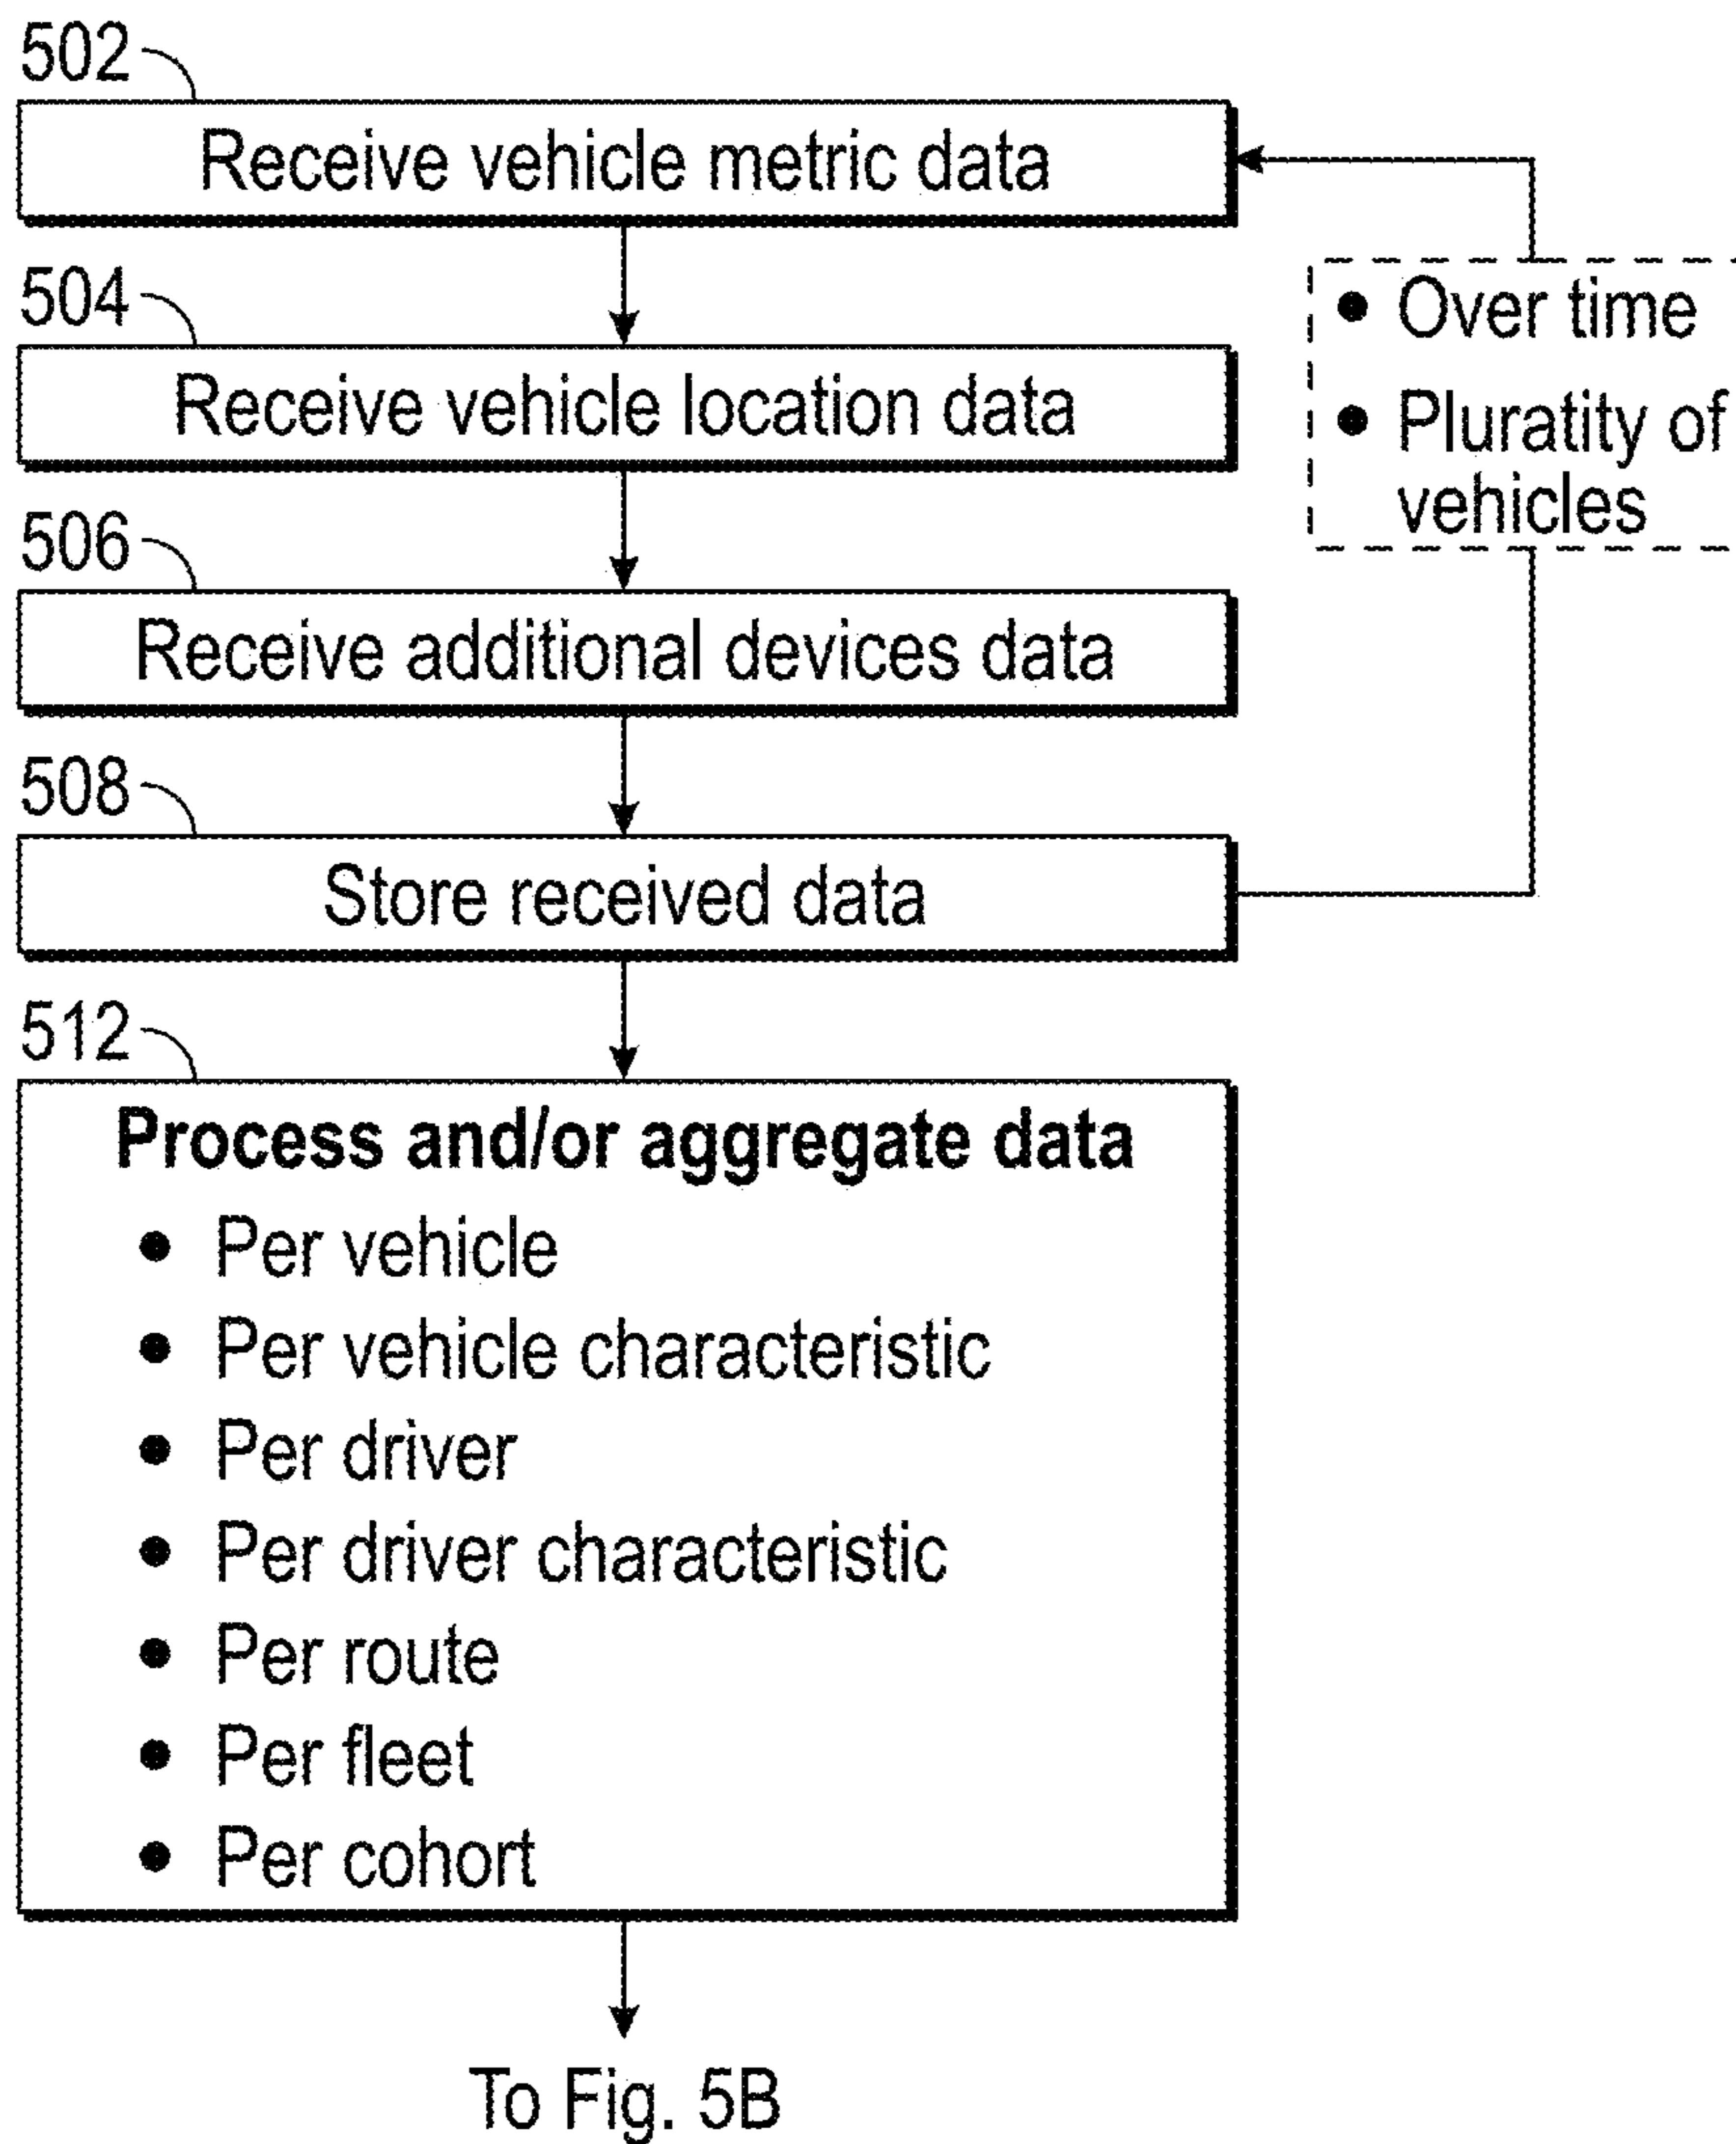 502
Receive vehicle metric data
504
Receive vehicle location data
• Over time
• Pluratity of
vehicles
506
Receive additional devices data
508
Store received data
512
Process and/or aggregate data
• Per vehicle
• Per vehicle characteristic
• Per driver
• Per driver characteristic
• Per route
• Per fleet
• Per cohort
To Fig. 5B